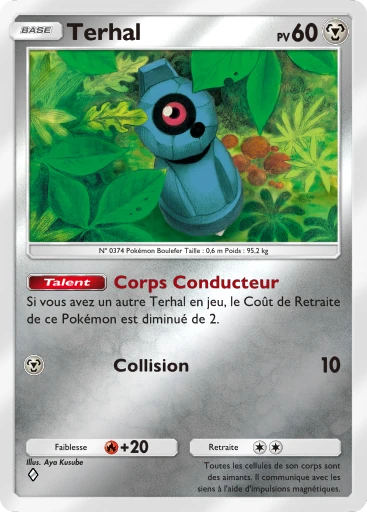 BASE Terhal PV 60
N° 0374 Pokémon Boulefer Taille : 0,6 m Poids : 95,2 kg
Talent Corps Conducteur
Si vous avez un autre Terhal en jeu, le Coût de Retraite
de ce Pokémon est diminué de 2.
Collision 10
Faiblesse +20 Retraite
Illus. Aya Kusube
Toutes les cellules de son corps sont
des aimants. Il communique avec les
siens à l'aide d'impulsions magnétiques.